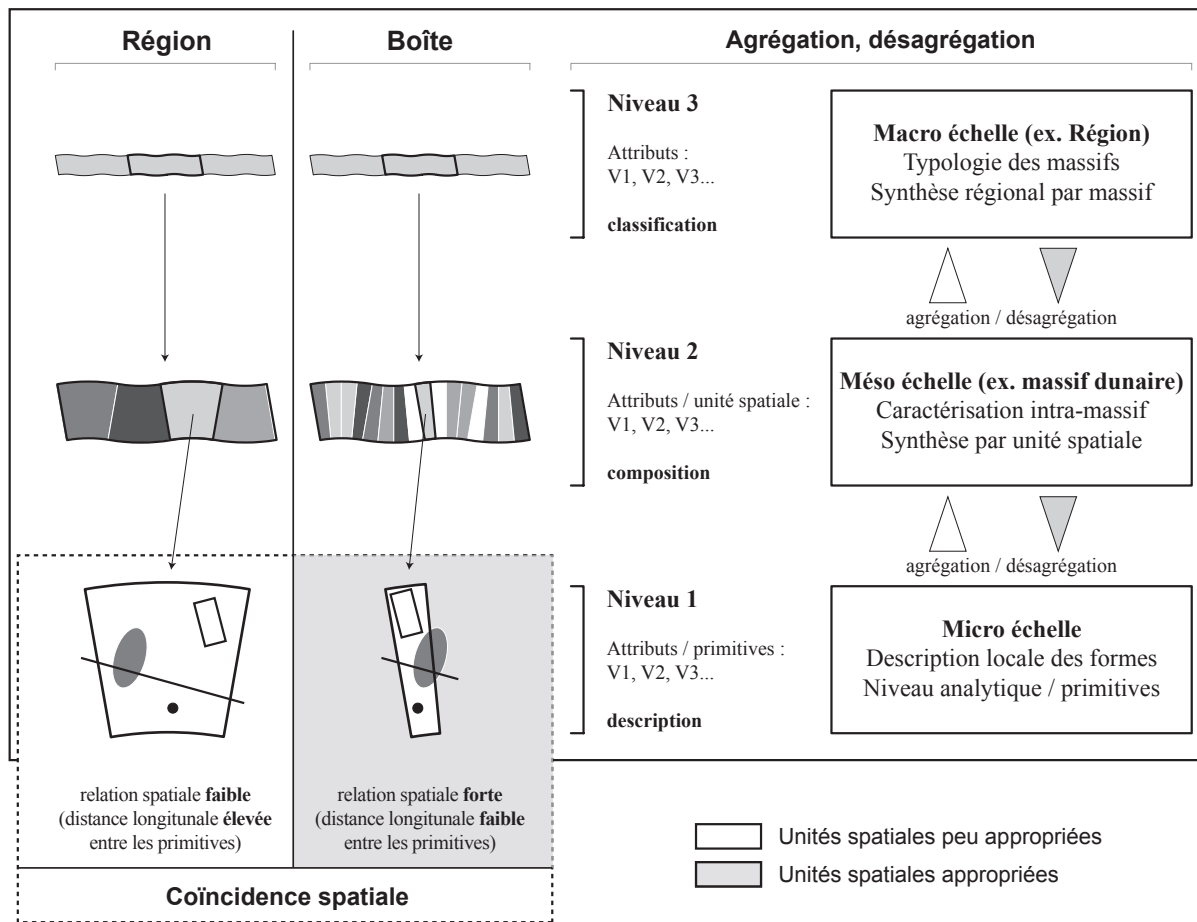 Région
Boîte
Agrégation, désagrégation
Niveau 3
Attributs :
V1, V2, V3...
classification
Macro échelle (ex. Région)
Typologie des massifs
Synthèse régional par massif
agrégation / désagrégation
Niveau 2
Attributs / unité spatiale :
V1, V2, V3...
composition
Méso échelle (ex. massif dunaire)
Caractérisation intra-massif
Synthèse par unité spatiale
agrégation / désagrégation
Niveau 1
Attributs / primitives :
V1, V2, V3...
description
Micro échelle
Description locale des formes
Niveau analytique / primitives
relation spatiale faible
(distance longitunale élevée
entre les primitives)
relation spatiale forte
(distance longitunale faible
entre les primitives)
Coïncidence spatiale
Unités spatiales peu appropriées
Unités spatiales appropriées